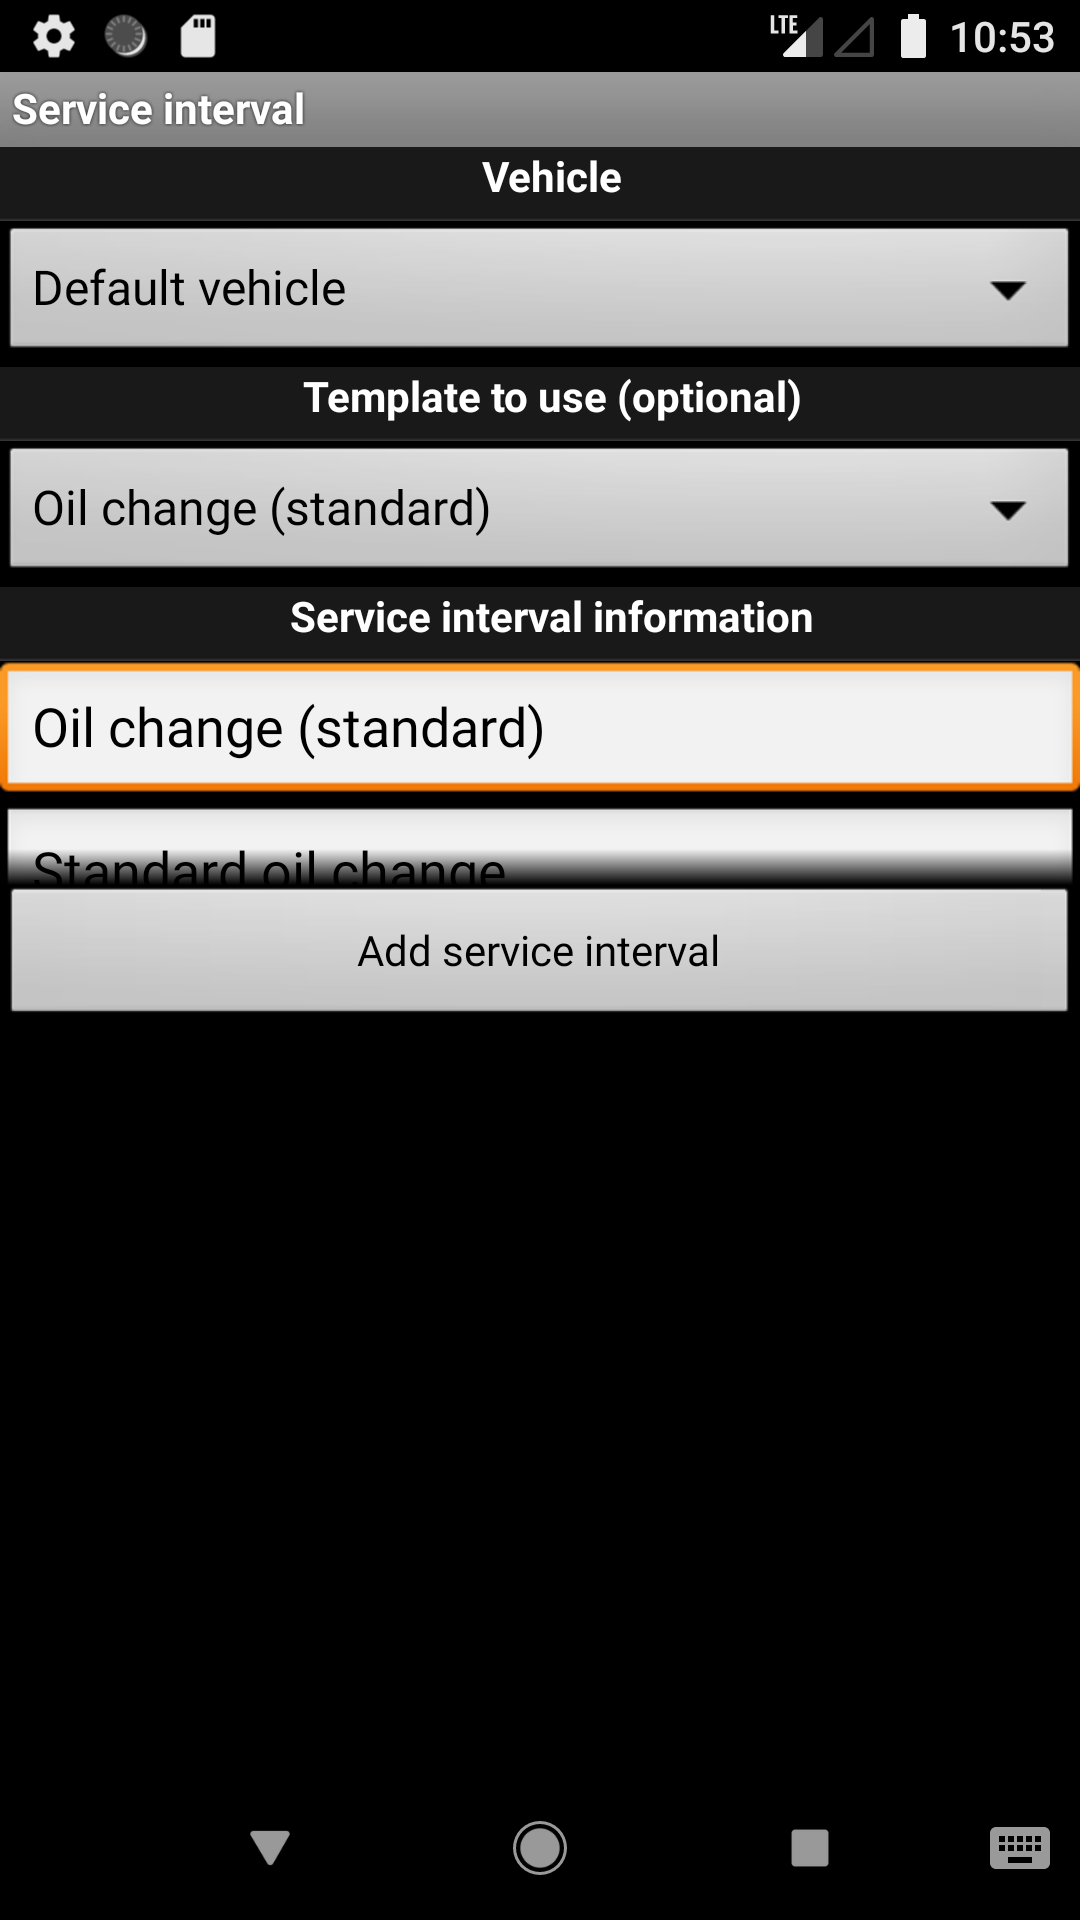 LTE 10:53
Service interval
Vehicle
Default vehicle
Template to use (optional)
Oil change (standard)
Service interval information
Oil change (standard)
Standard oil change
Add service interval